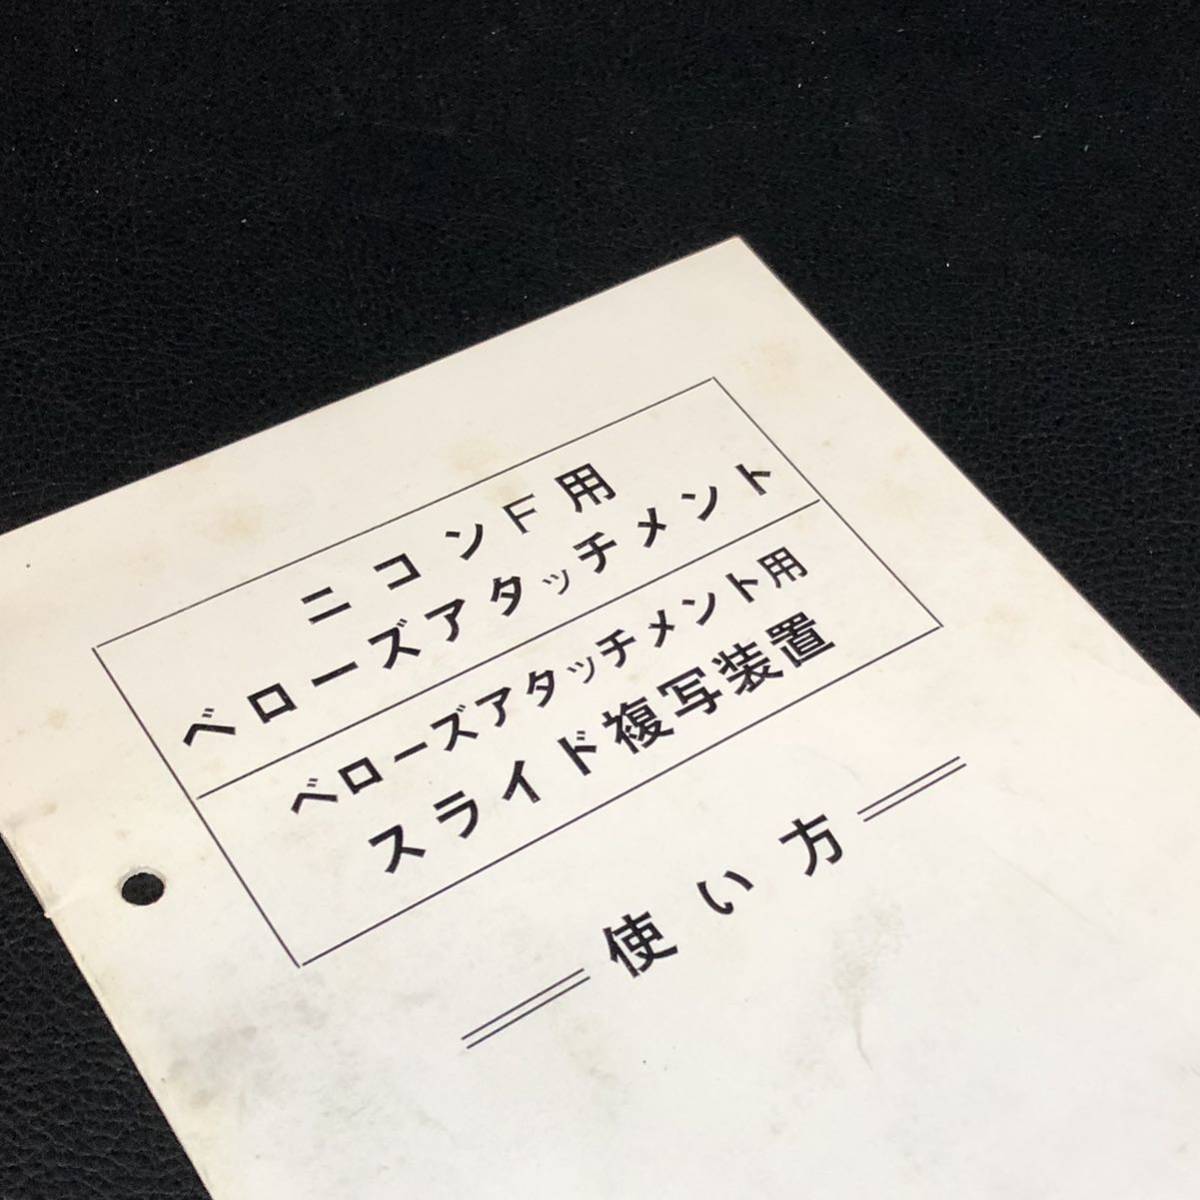 ニコンF用
ベローズアタッチメント
ベローズアタッチメント用
スライド複写装置
使い方